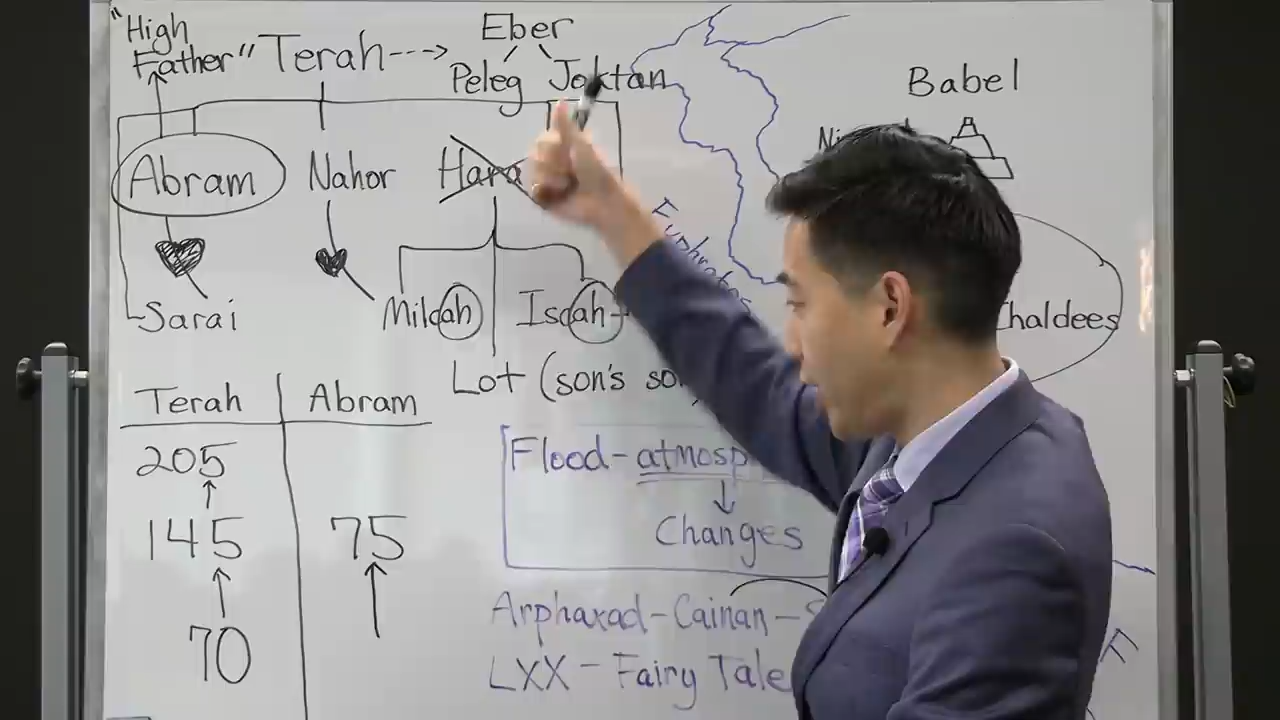 "High
Father"
Terah--->
Eber
Peleg Joktan
Babel
Abram Nahor
Sarai
Milcah
Iscah
Lot (son's
Euphrates
Chaldees
Terah Abram
205
145 75
70
Flood-
Changes
Arphaxad-Cainan-
LXX - Fairy Tale